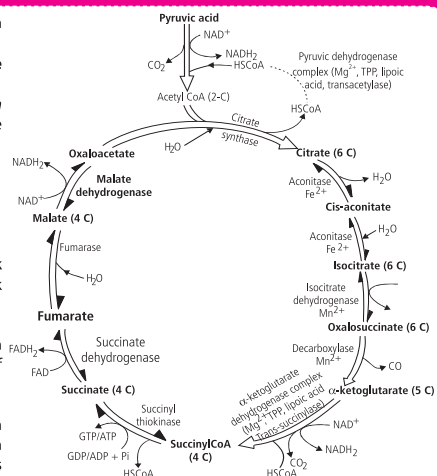 Pyruvic acid
NAD⁺
NADH₂
CO₂
HSCoA
Pyruvic dehydrogenase
complex (Mg²⁺, TPP, lipoic
acid, transacetylase)
Acetyl CoA (2-C)
HSCoA
Citrate
synthase
H₂O
Oxaloacetate
Citrate (6 C)
NADH₂
Malate
dehydrogenase
NAD⁺
Malate (4 C)
Aconitase
Fe²⁺
H₂O
Cis-aconitate
Aconitase
Fe²⁺
H₂O
Isocitrate (6 C)
Fumarase
H₂O
Isocitrate
dehydrogenase
Mn²⁺
Oxalosuccinate (6 C)
Fumarate
FADH₂
FAD
Succinate
dehydrogenase
Decarboxylase
Mn²⁺
CO
α-ketoglutarate (5 C)
Succinate (4 C)
α-ketoglutarate
dehydrogenase complex
(Mg²⁺TPP, lipoic acid
Trans-succinylase)
Succinyl
thiokinase
GTP/ATP
GDP/ADP + Pi
HSCoA
SuccinylCoA
(4 C)
NAD⁺
NADH₂
CO₂
HSCoA